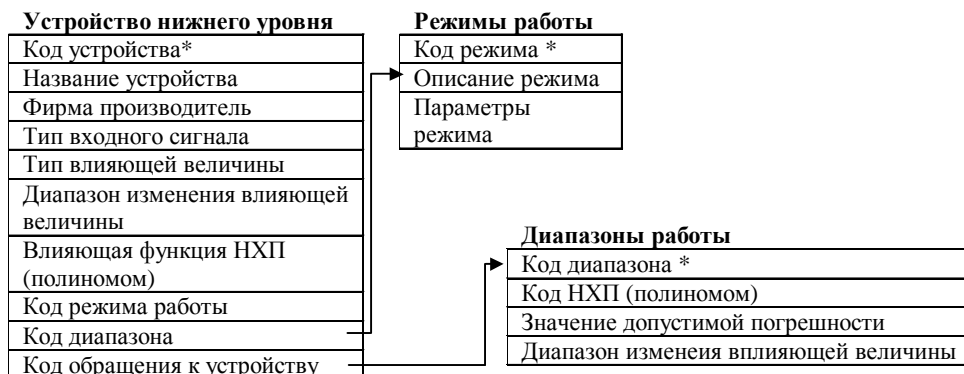 Устройство нижнего уровня
Код устройства*
Название устройства
Фирма производитель
Тип входного сигнала
Тип влияющей величины
Диапазон изменения влияющей
величины
Влияющая функция НХП
(полиномом)
Код режима работы
Код диапазона
Код обращения к устройству
Режимы работы
Код режима *
Описание режима
Параметры
режима
Диапазоны работы
Код диапазона *
Код НХП (полиномом)
Значение допустимой погрешности
Диапазон изменеия вплияющей величины